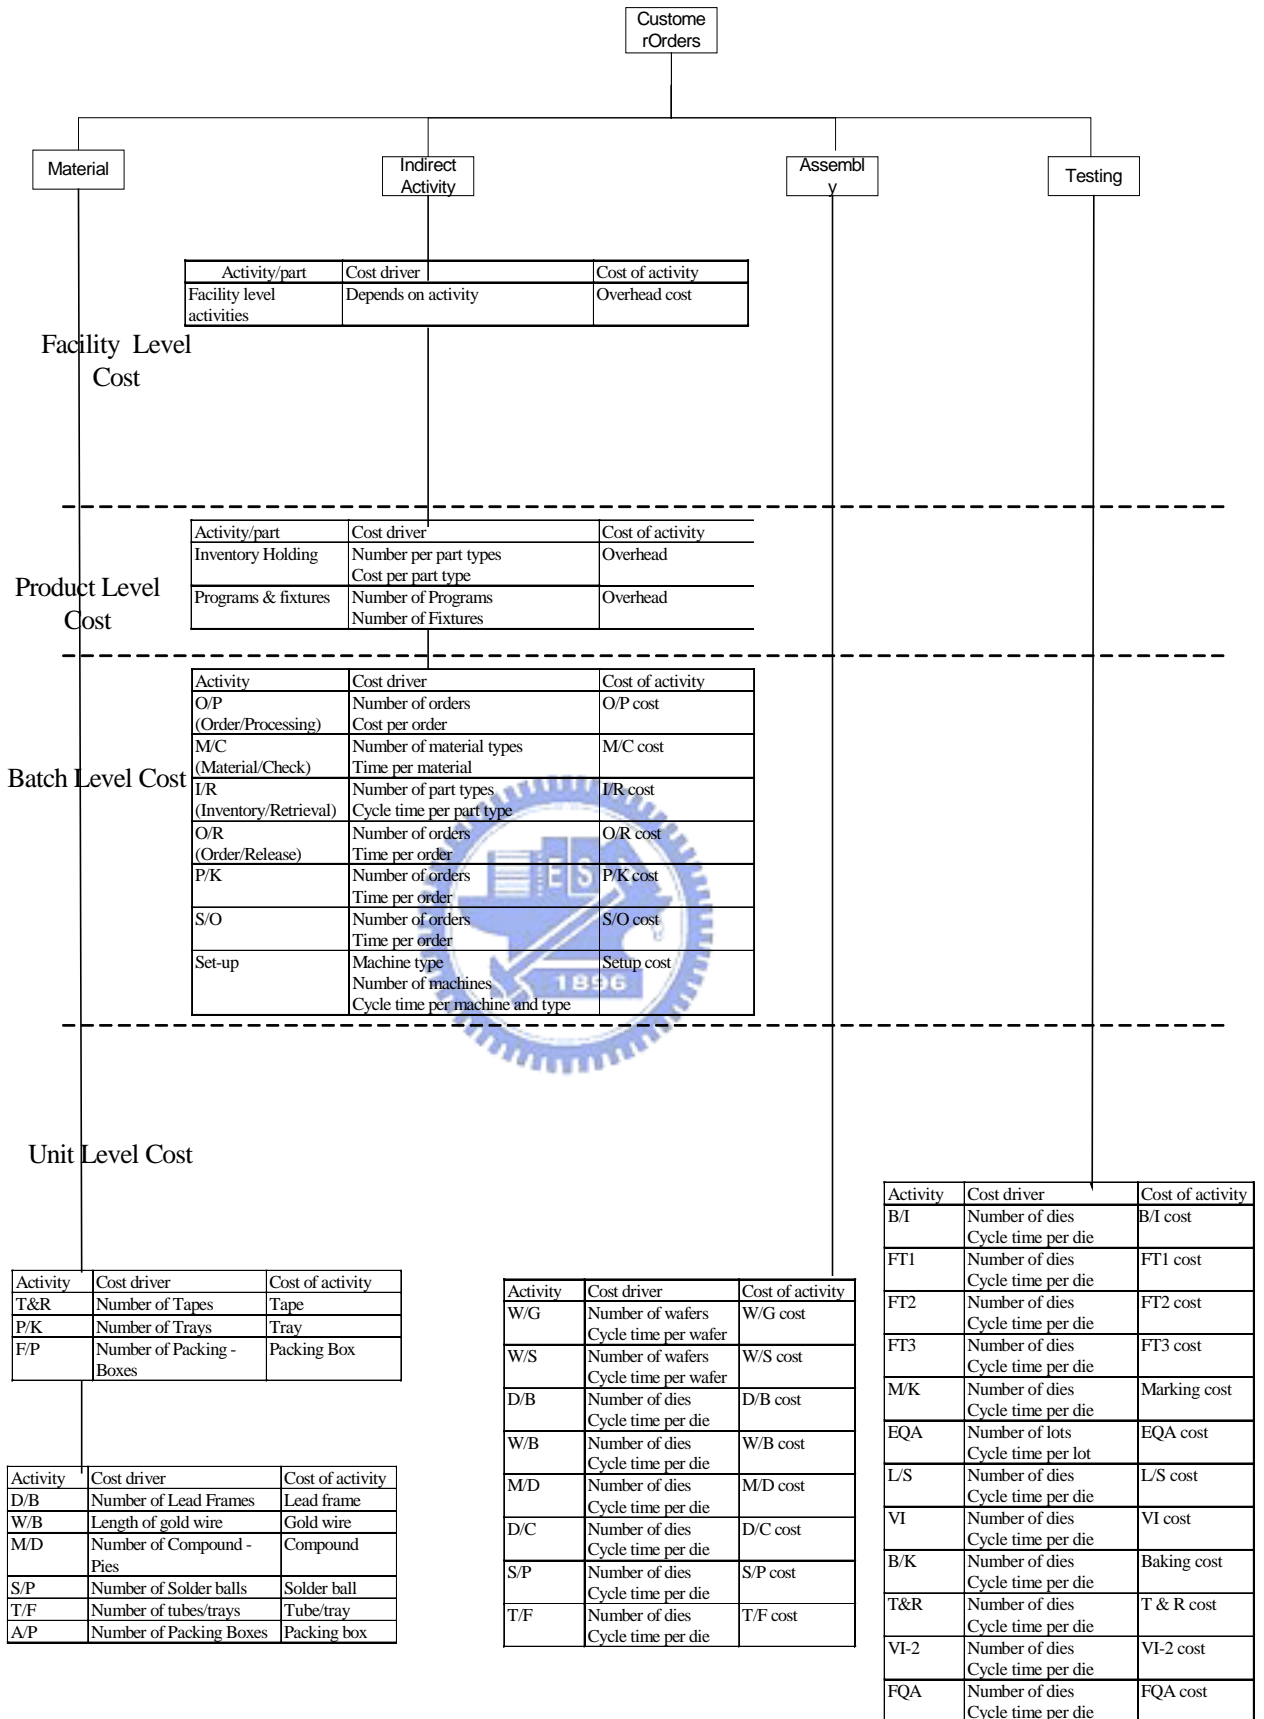 Custome
rOrders
Material
Indirect
Activity
Assembl
y
Testing
Activity/part Cost driver Cost of activity
Facility level Depends on activity Overhead cost
activities
Facility Level
Cost
Activity/part Cost driver Cost of activity
Inventory Holding Number per part types Overhead
Cost per part type
Programs & fixtures Number of Programs Overhead
Number of Fixtures
Product Level
Cost
Activity Cost driver Cost of activity
O/P Number of orders O/P cost
(Order/Processing) Cost per order
M/C Number of material types M/C cost
(Material/Check) Time per material
I/R Number of part types I/R cost
(Inventory/Retrieval) Cycle time per part type
O/R Number of orders O/R cost
(Order/Release) Time per order
P/K Number of orders P/K cost
Time per order
S/O Number of orders S/O cost
Time per order
Set-up Machine type Setup cost
Number of machines
Cycle time per machine and type
Batch Level Cost
ES
1896
Unit Level Cost
Activity Cost driver Cost of activity
T&R Number of Tapes Tape
P/K Number of Trays Tray
F/P Number of Packing - Packing Box
Boxes
Activity Cost driver Cost of activity
D/B Number of Lead Frames Lead frame
W/B Length of gold wire Gold wire
M/D Number of Compound - Compound
Pies
S/P Number of Solder balls Solder ball
T/F Number of tubes/trays Tube/tray
A/P Number of Packing Boxes Packing box
Activity Cost driver Cost of activity
W/G Number of wafers W/G cost
Cycle time per wafer
W/S Number of wafers W/S cost
Cycle time per wafer
D/B Number of dies D/B cost
Cycle time per die
W/B Number of dies W/B cost
Cycle time per die
M/D Number of dies M/D cost
Cycle time per die
D/C Number of dies D/C cost
Cycle time per die
S/P Number of dies S/P cost
Cycle time per die
T/F Number of dies T/F cost
Cycle time per die
Activity Cost driver Cost of activity
B/I Number of dies B/I cost
Cycle time per die
FT1 Number of dies FT1 cost
Cycle time per die
FT2 Number of dies FT2 cost
Cycle time per die
FT3 Number of dies FT3 cost
Cycle time per die
M/K Number of dies Marking cost
Cycle time per die
EQA Number of lots EQA cost
Cycle time per lot
L/S Number of dies L/S cost
Cycle time per die
VI Number of dies VI cost
Cycle time per die
B/K Number of dies Baking cost
Cycle time per die
T&R Number of dies T & R cost
Cycle time per die
VI-2 Number of dies VI-2 cost
Cycle time per die
FQA Number of dies FQA cost
Cycle time per die